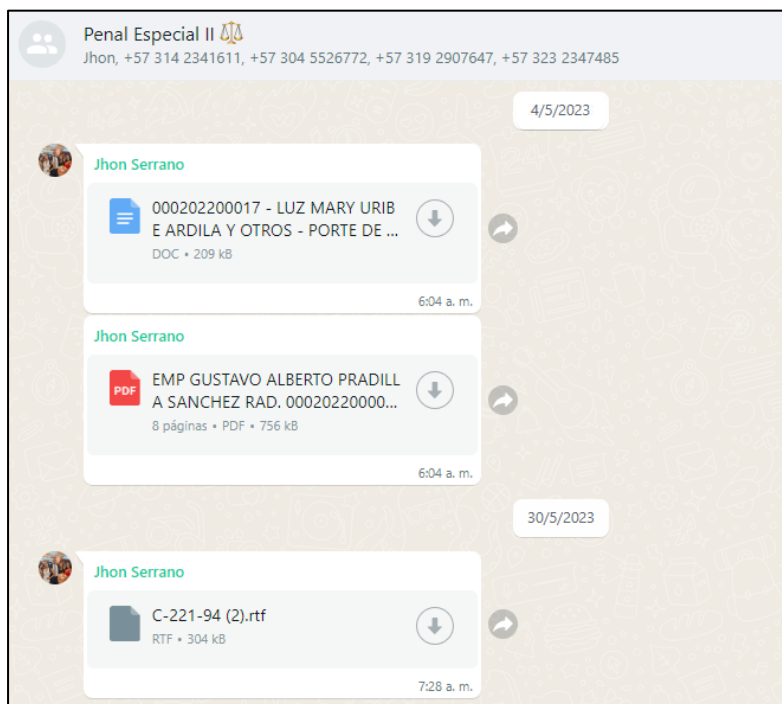 Penal Especial II ⚖️⚖️
Jhon, +57 314 2341611, +57 304 5526772, +57 319 2907647, +57 323 2347485
4/5/2023
Jhon Serrano
000202200017 - LUZ MARY URIB
E ARDILA Y OTROS - PORTE DE ...
DOC • 209 kB
6:04 a. m.
Jhon Serrano
PDF
EMP GUSTAVO ALBERTO PRADILL
A SANCHEZ RAD. 00020220000...
8 páginas • PDF • 756 kB
6:04 a. m.
30/5/2023
Jhon Serrano
C-221-94 (2).rtf
RTF • 304 kB
7:28 a. m.